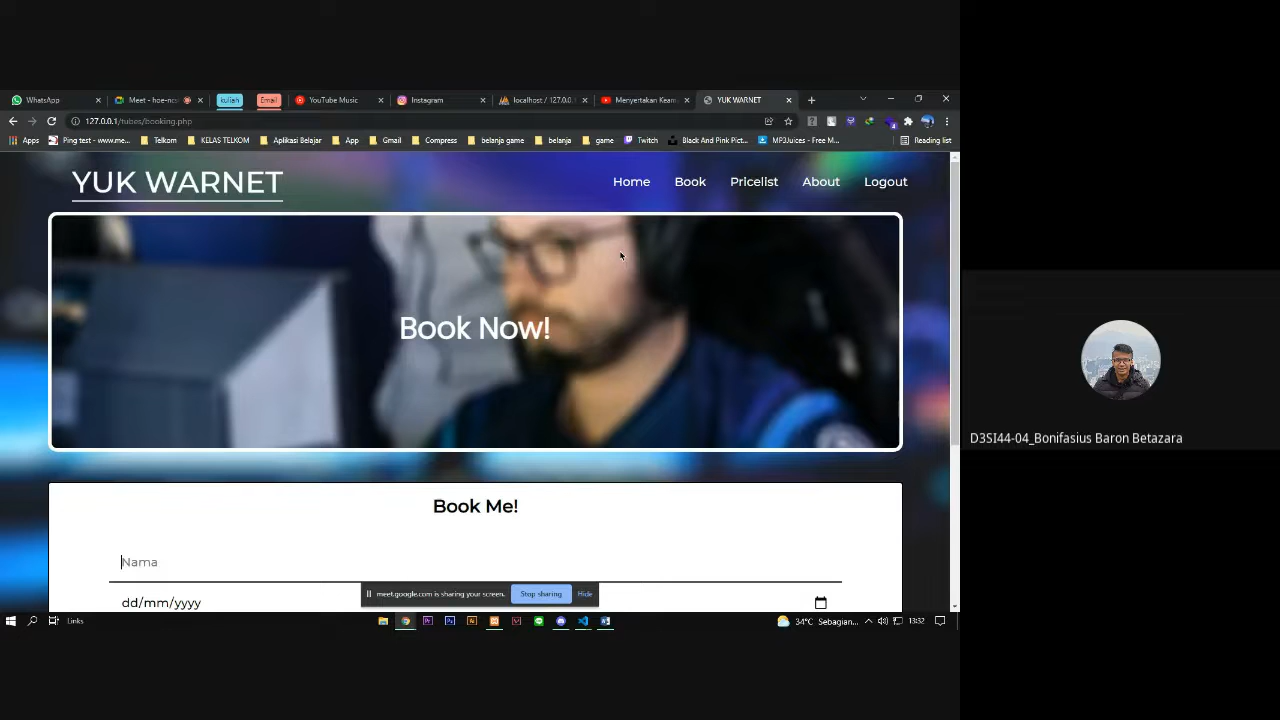 WhatsApp
Meet - hoe-ncs
kuliah
Email
YouTube Music
Instagram
localhost / 127.0.0.1
Menyertakan Keam
YUK WARNET
127.0.0.1/tubes/booking.php
Apps
Ping test - www.me...
Telkom
KELAS TELKOM
Aplikasi Belajar
App
Gmail
Compress
belanja game
belanja
game
Twitch
Black And Pink Pict...
MP3Juices - Free M...
Reading list
YUK WARNET
Home
Book
Pricelist
About
Logout
Book Now!
Book Me!
Nama
dd/mm/yyyy
meet.google.com is sharing your screen.
Stop sharing
Hide
Links
34°C Sebagian...
13:32
D3SI44-04_Bonifasius Baron Betazara